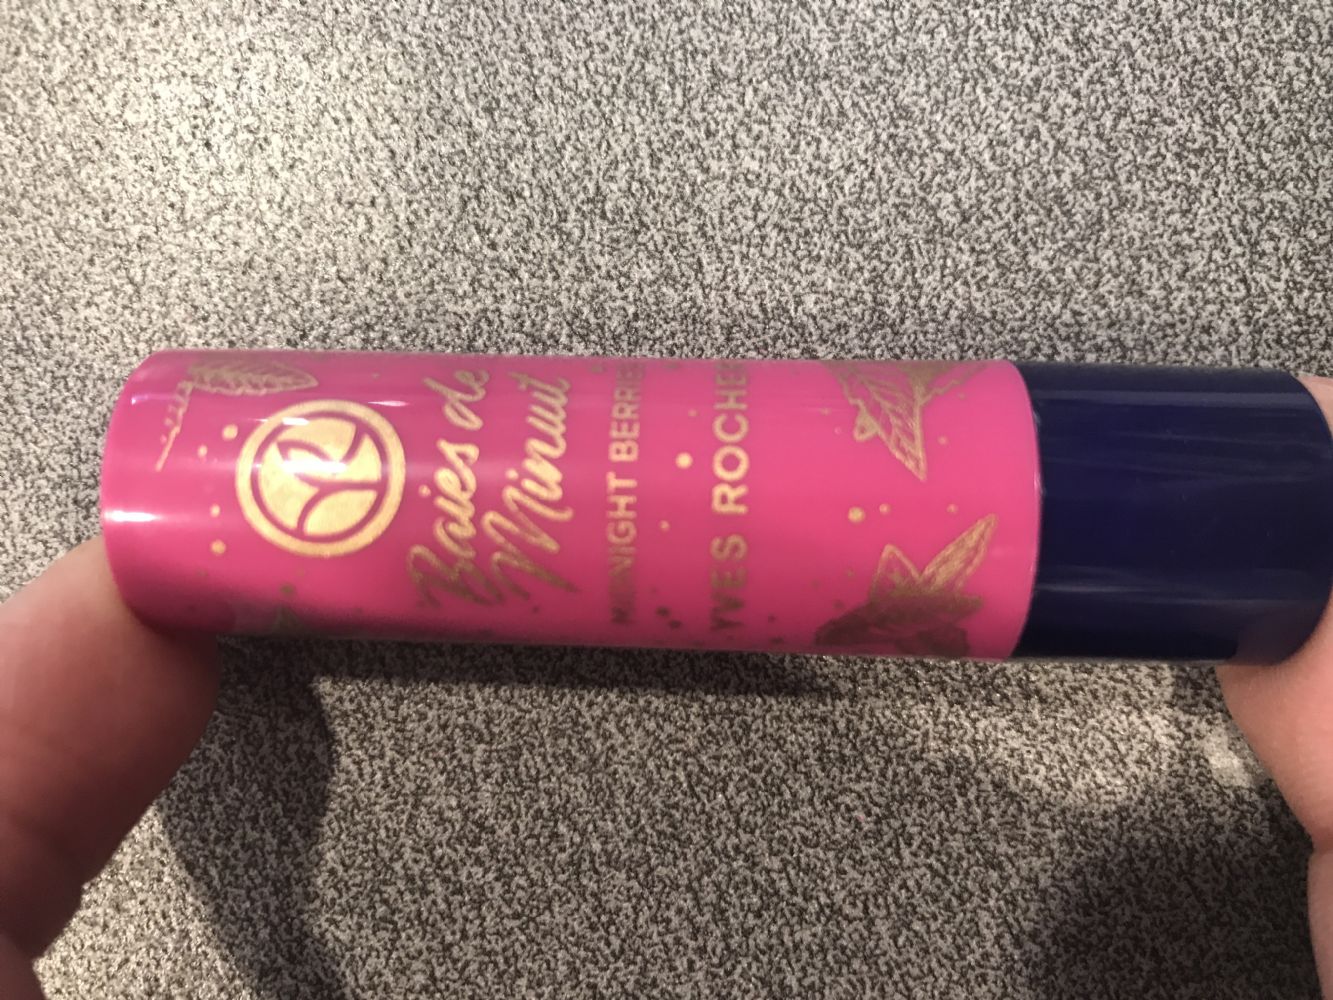 Baies de
Minuit
MIDNIGHT BERRIES
YVES ROCHER